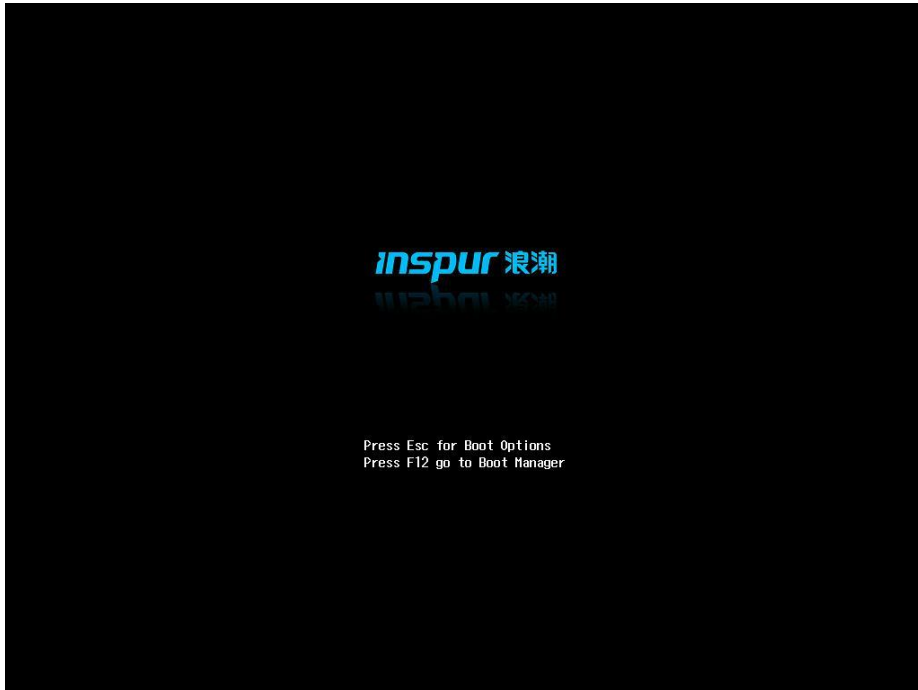 inspur 浪潮
Press Esc for Boot Options
Press F12 go to Boot Manager